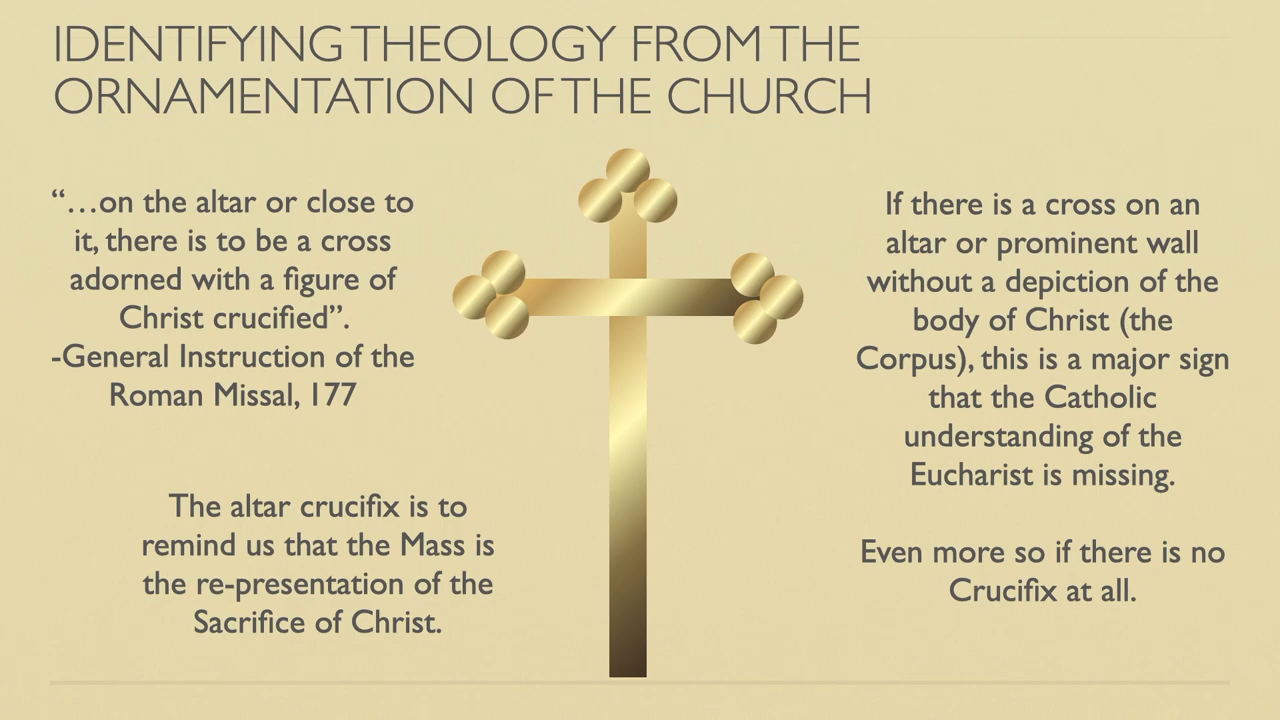 IDENTIFYING THEOLOGY FROM THE
ORNAMENTATION OF THE CHURCH
“…on the altar or close to
it, there is to be a cross
adorned with a figure of
Christ crucified”.
-General Instruction of the
Roman Missal, 177
The altar crucifix is to
remind us that the Mass is
the re-presentation of the
Sacrifice of Christ.
If there is a cross on an
altar or prominent wall
without a depiction of the
body of Christ (the
Corpus), this is a major sign
that the Catholic
understanding of the
Eucharist is missing.
Even more so if there is no
Crucifix at all.